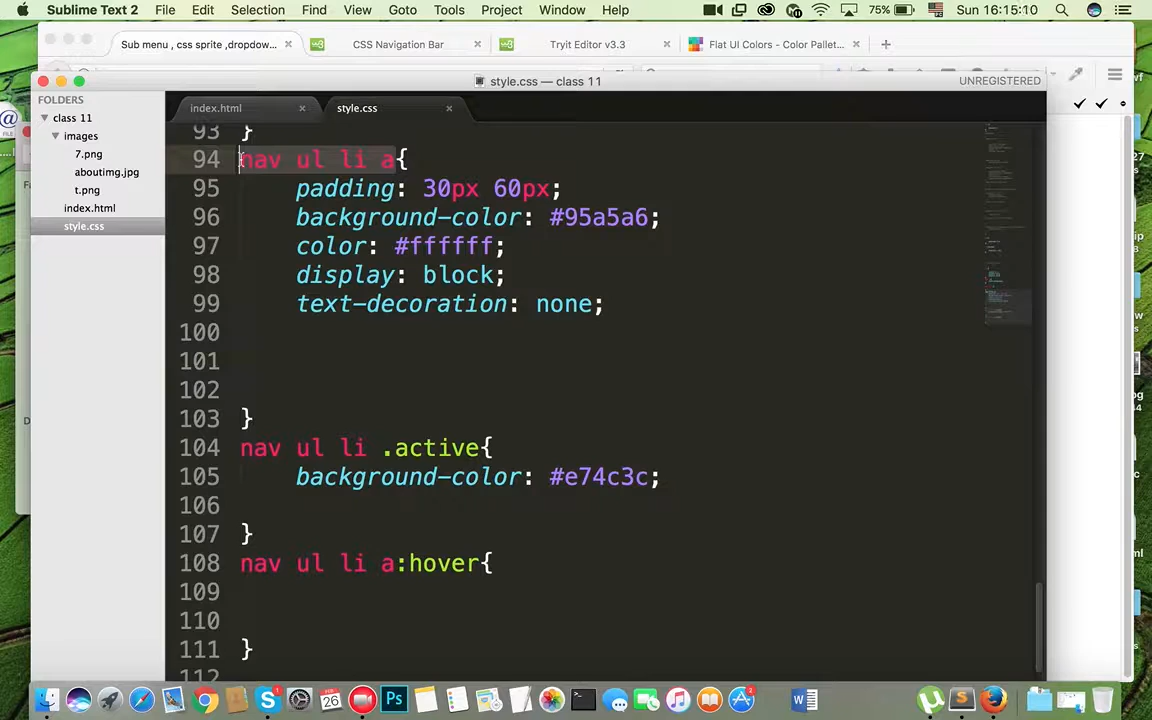 Sublime Text 2 File Edit Selection Find View Goto Tools Project Window Help 75% Sun 16:15:10
Sub menu , css sprite ,dropdow... × CSS Navigation Bar × Tryit Editor v3.3 × Flat UI Colors - Color Pallet... × +
style.css — class 11 UNREGISTERED
FOLDERS
class 11
images
7.png
aboutimg.jpg
t.png
index.html
style.css
index.html × style.css ×
93 }
94 nav ul li a{
95 padding: 30px 60px;
96 background-color: #95a5a6;
97 color: #ffffff;
98 display: block;
99 text-decoration: none;
100
101
102
103 }
104 nav ul li .active{
105 background-color: #e74c3c;
106
107 }
108 nav ul li a:hover{
109
110
111 }
112